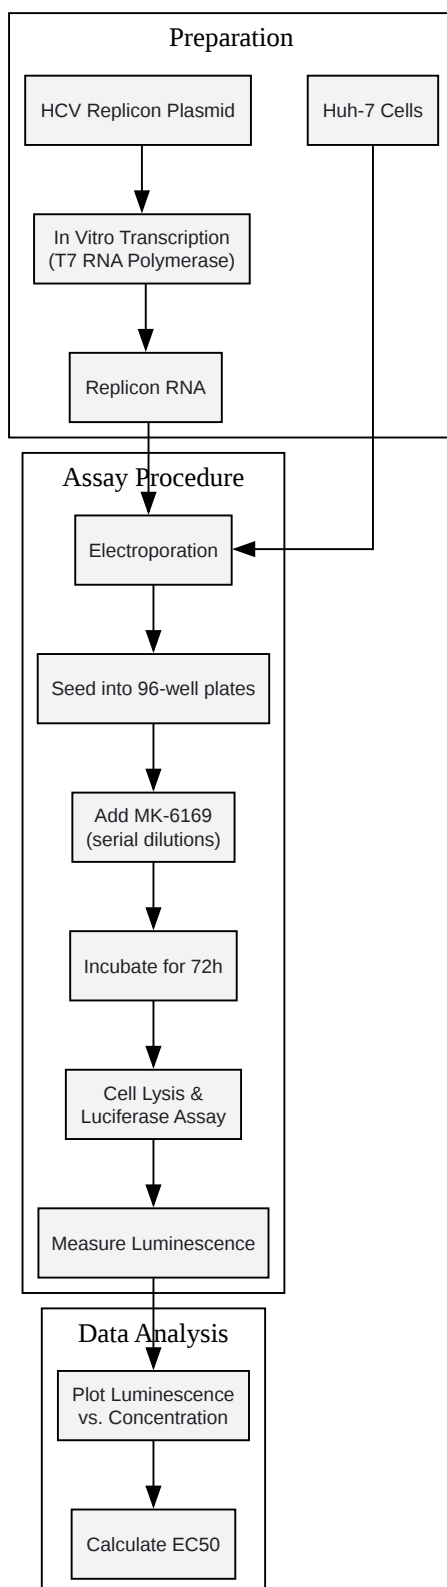 Preparation
HCV Replicon Plasmid
Huh-7 Cells
In Vitro Transcription
(T7 RNA Polymerase)
Replicon RNA
Assay Procedure
Electroporation
Seed into 96-well plates
Add MK-6169
(serial dilutions)
Incubate for 72h
Cell Lysis &
Luciferase Assay
Measure Luminescence
Data Analysis
Plot Luminescence
vs. Concentration
Calculate EC50